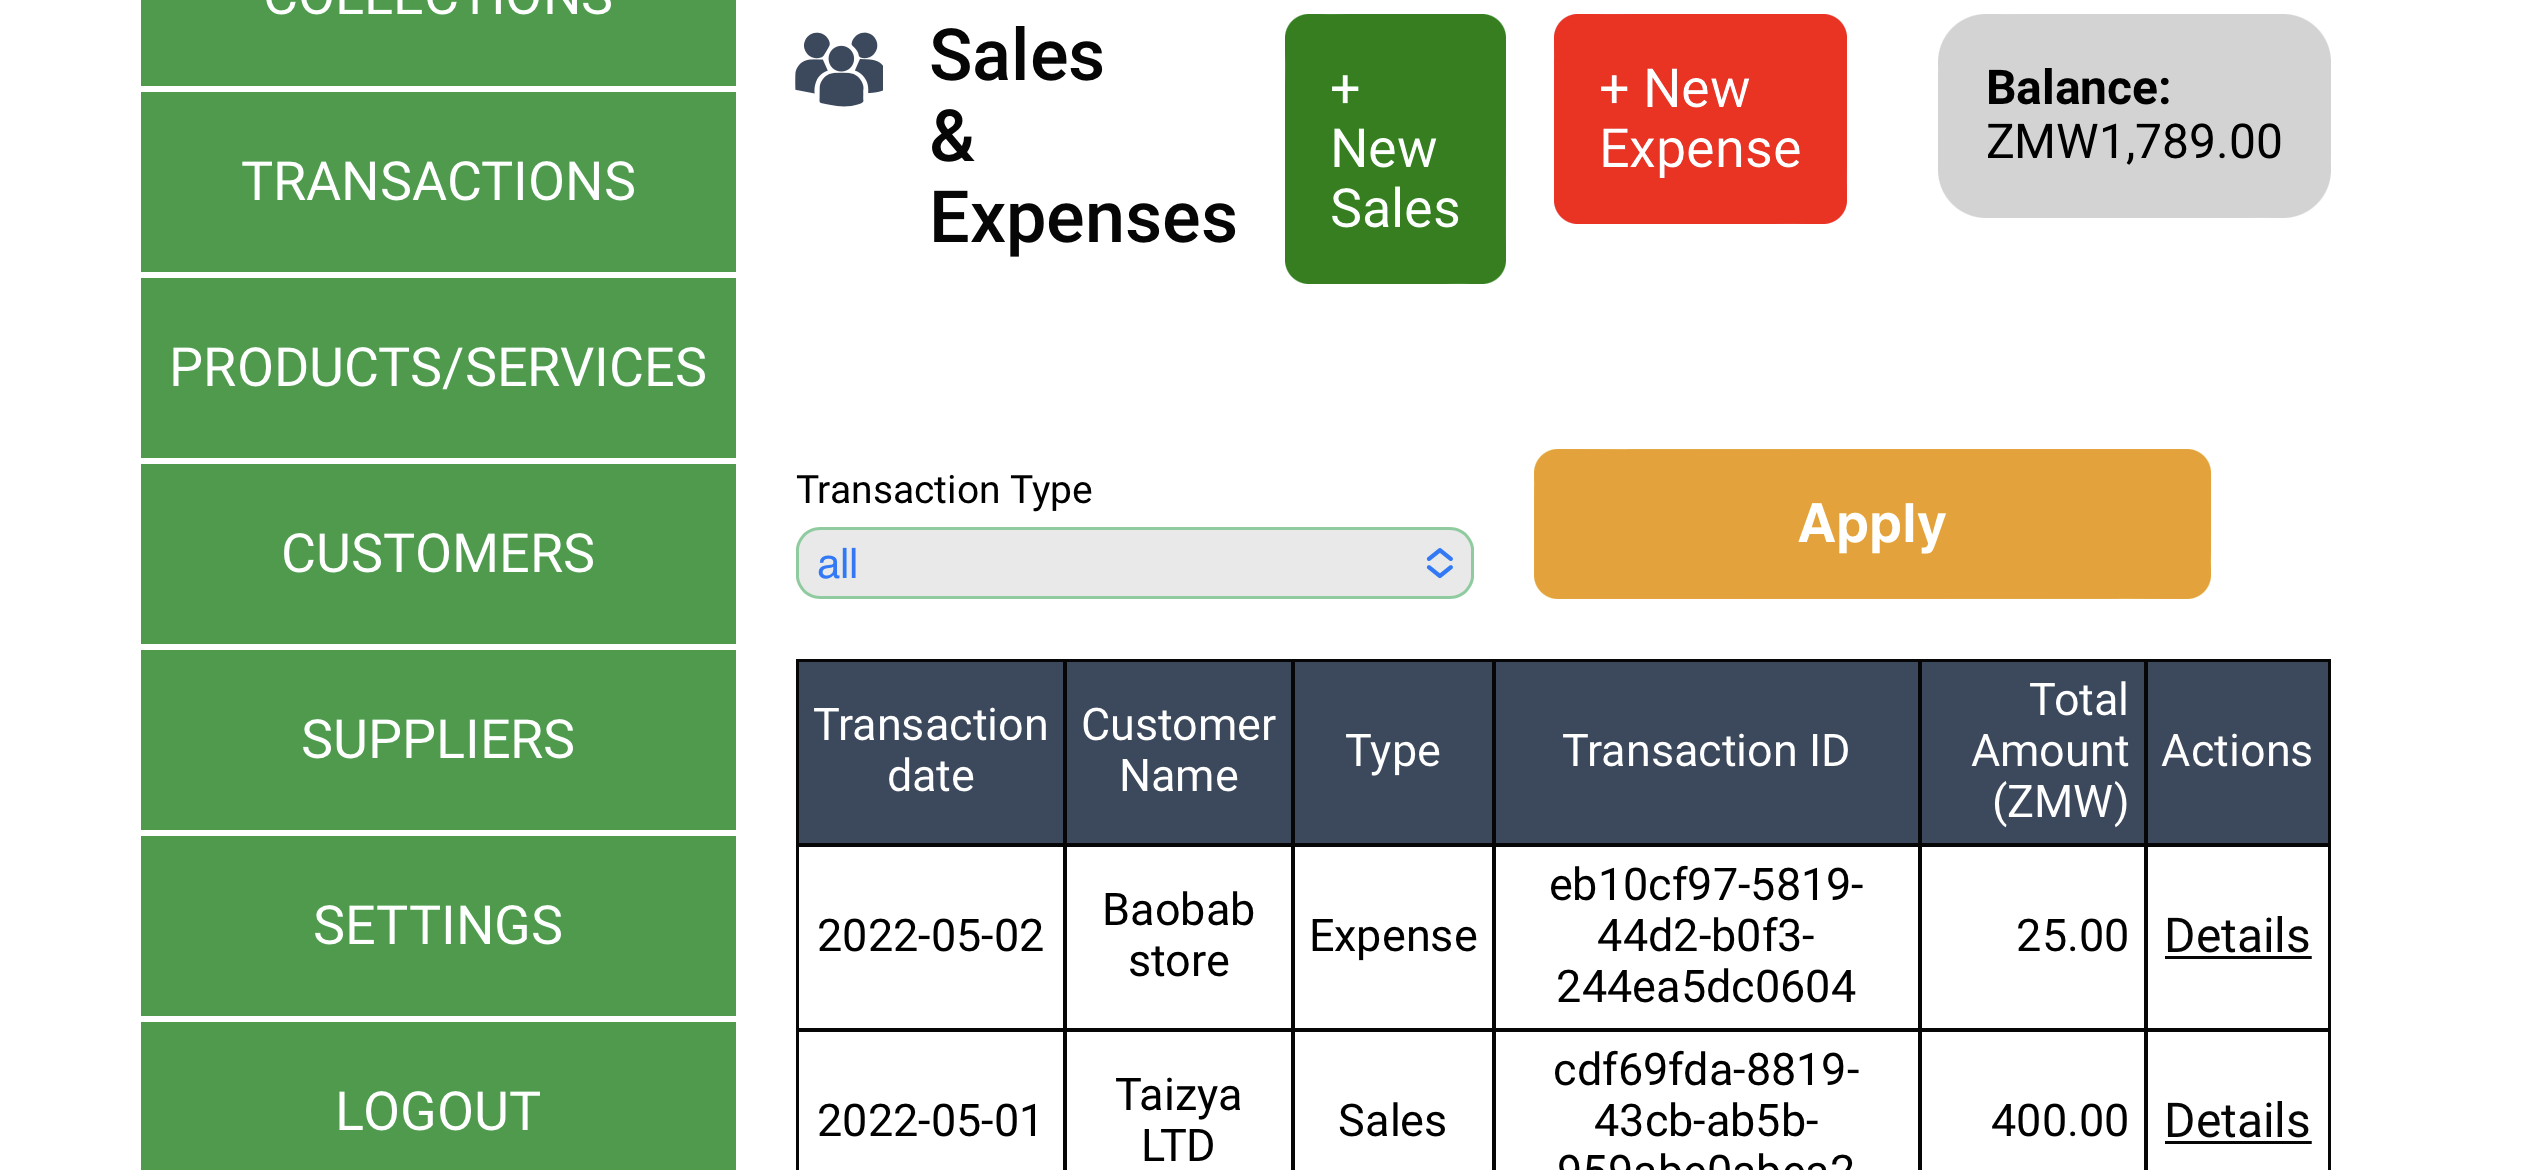 COLLECTIONS
TRANSACTIONS
PRODUCTS/SERVICES
CUSTOMERS
SUPPLIERS
SETTINGS
LOGOUT
Sales
&
Expenses
+
New
Sales
+ New
Expense
Balance:
ZMW1,789.00
Transaction Type
all
Apply
Transaction
date
Customer
Name
Type
Transaction ID
Total
Amount
(ZMW)
Actions
2022-05-02
Baobab
store
Expense
eb10cf97-5819-
44d2-b0f3-
244ea5dc0604
25.00
Details
2022-05-01
Taizya
LTD
Sales
cdf69fda-8819-
43cb-ab5b-
400.00
Details